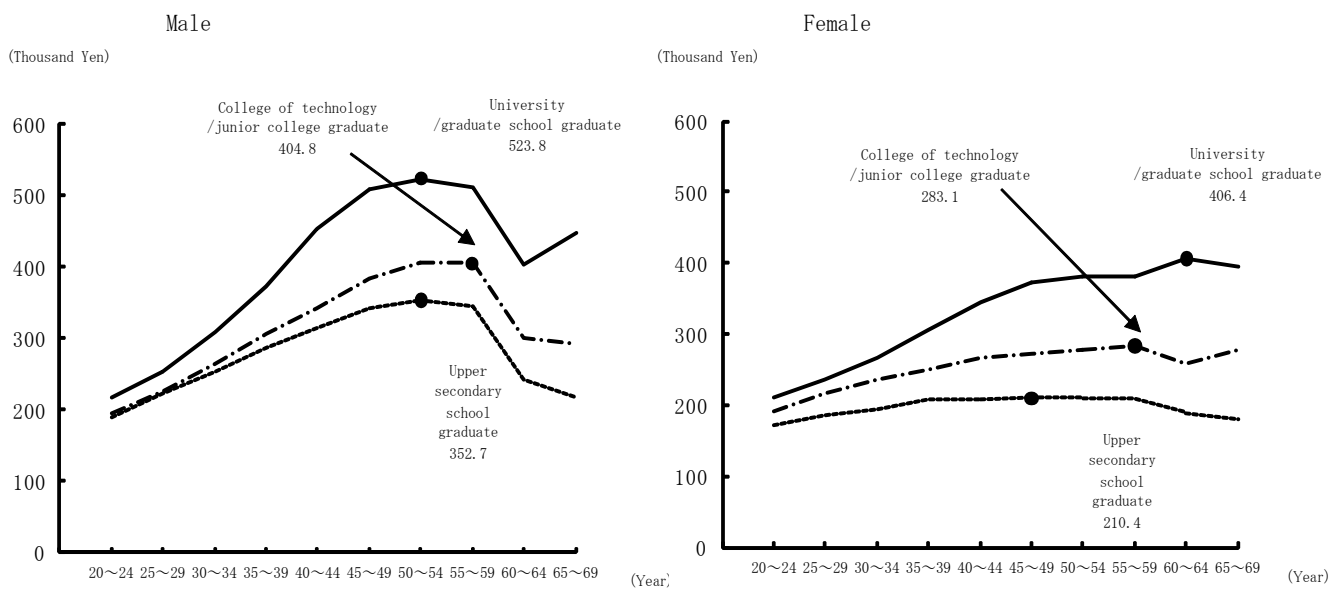 Male
(Thousand Yen)
College of technology
/junior college graduate
404.8
University
/graduate school graduate
523.8
600
500
400
300
200
100
0
Upper
secondary
school
graduate
352.7
20～24 25～29 30～34 35～39 40～44 45～49 50～54 55～59 60～64 65～69
(Year)
Female
(Thousand Yen)
College of technology
/junior college graduate
283.1
University
/graduate school graduate
406.4
600
500
400
300
200
100
0
Upper
secondary
school
graduate
210.4
20～24 25～29 30～34 35～39 40～44 45～49 50～54 55～59 60～64 65～69
(Year)